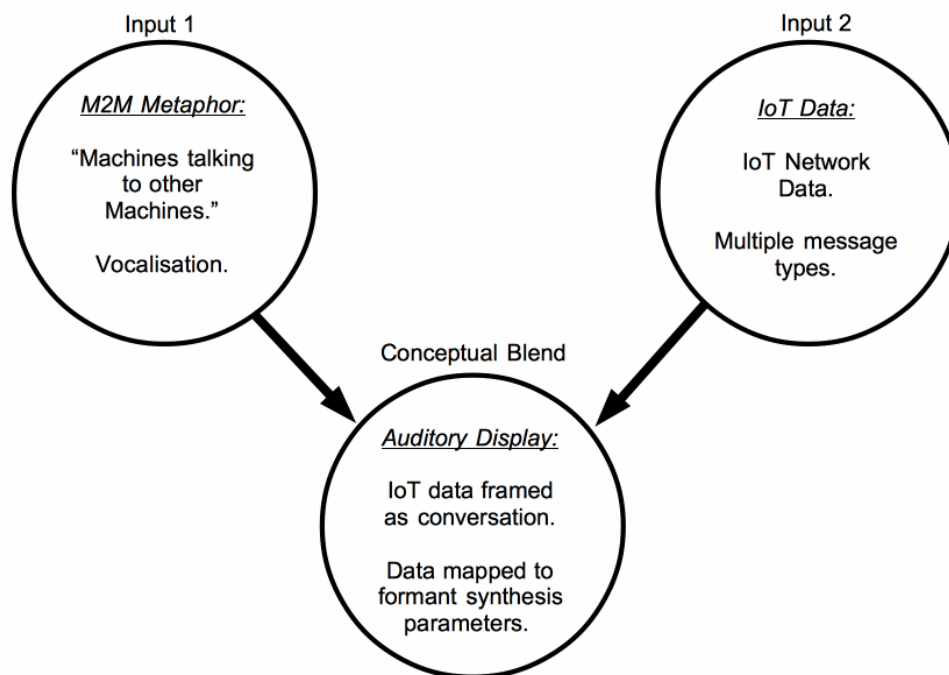 Input 1
M2M Metaphor:
“Machines talking
to other
Machines.”
Vocalisation.
Input 2
IoT Data:
IoT Network
Data.
Multiple message
types.
Conceptual Blend
Auditory Display:
IoT data framed
as conversation.
Data mapped to
formant synthesis
parameters.